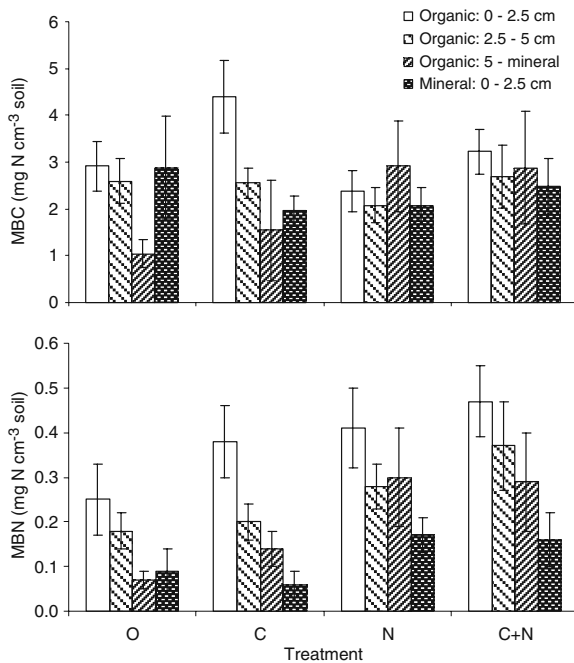 Organic: 0 - 2.5 cm
Organic: 2.5 - 5 cm
Organic: 5 - mineral
Mineral: 0 - 2.5 cm
MBC (mg N cm⁻³ soil)
6
5
4
3
2
1
0
MBN (mg N cm⁻³ soil)
0.6
0.5
0.4
0.3
0.2
0.1
0.0
O C N C+N
Treatment